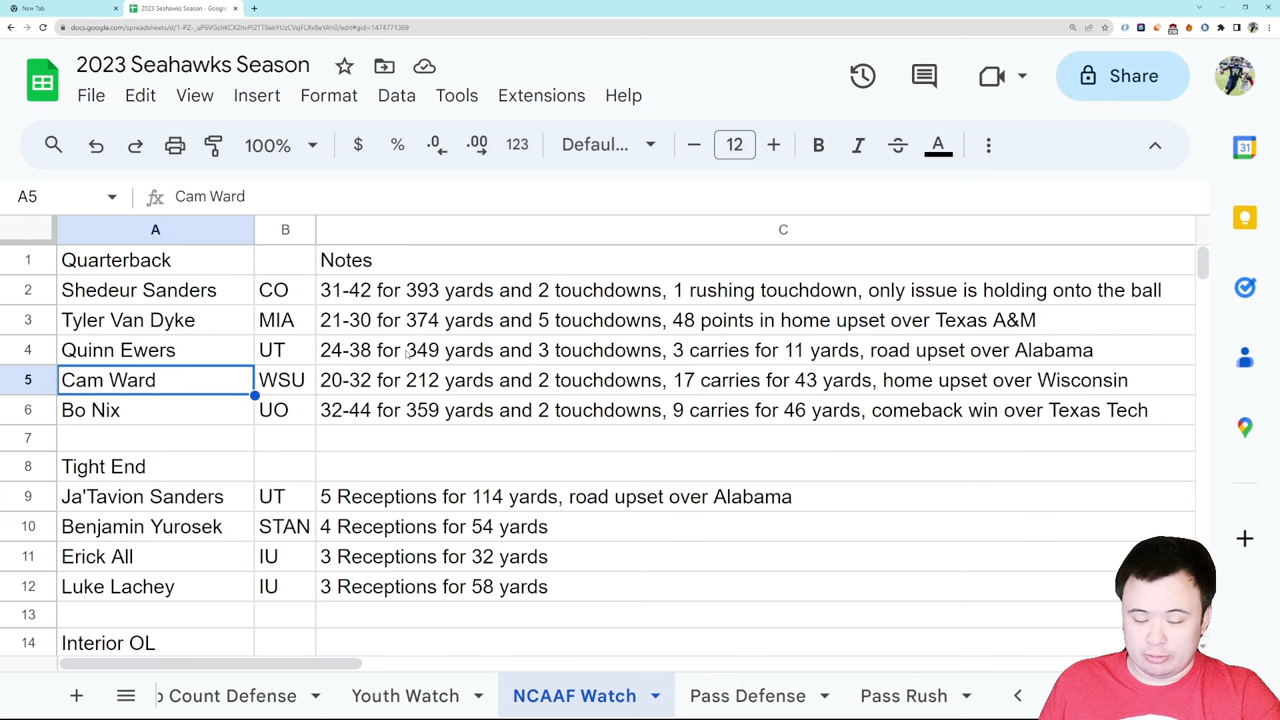 New Tab
2023 Seahawks Season - Google
2023 Seahawks Season
File Edit View Insert Format Data Tools Extensions Help
Share
100% $ % .0 .00 123 Defaul... 12 B I A
A5 Cam Ward
A B C
1 Quarterback Notes
2 Shedeur Sanders CO 31-42 for 393 yards and 2 touchdowns, 1 rushing touchdown, only issue is holding onto the ball
3 Tyler Van Dyke MIA 21-30 for 374 yards and 5 touchdowns, 48 points in home upset over Texas A&M
4 Quinn Ewers UT 24-38 for 349 yards and 3 touchdowns, 3 carries for 11 yards, road upset over Alabama
5 Cam Ward WSU 20-32 for 212 yards and 2 touchdowns, 17 carries for 43 yards, home upset over Wisconsin
6 Bo Nix UO 32-44 for 359 yards and 2 touchdowns, 9 carries for 46 yards, comeback win over Texas Tech
7
8 Tight End
9 Ja'Tavion Sanders UT 5 Receptions for 114 yards, road upset over Alabama
10 Benjamin Yurosek STAN 4 Receptions for 54 yards
11 Erick All IU 3 Receptions for 32 yards
12 Luke Lachey IU 3 Receptions for 58 yards
13
14 Interior OL
Count Defense Youth Watch NCAAF Watch Pass Defense Pass Rush
31